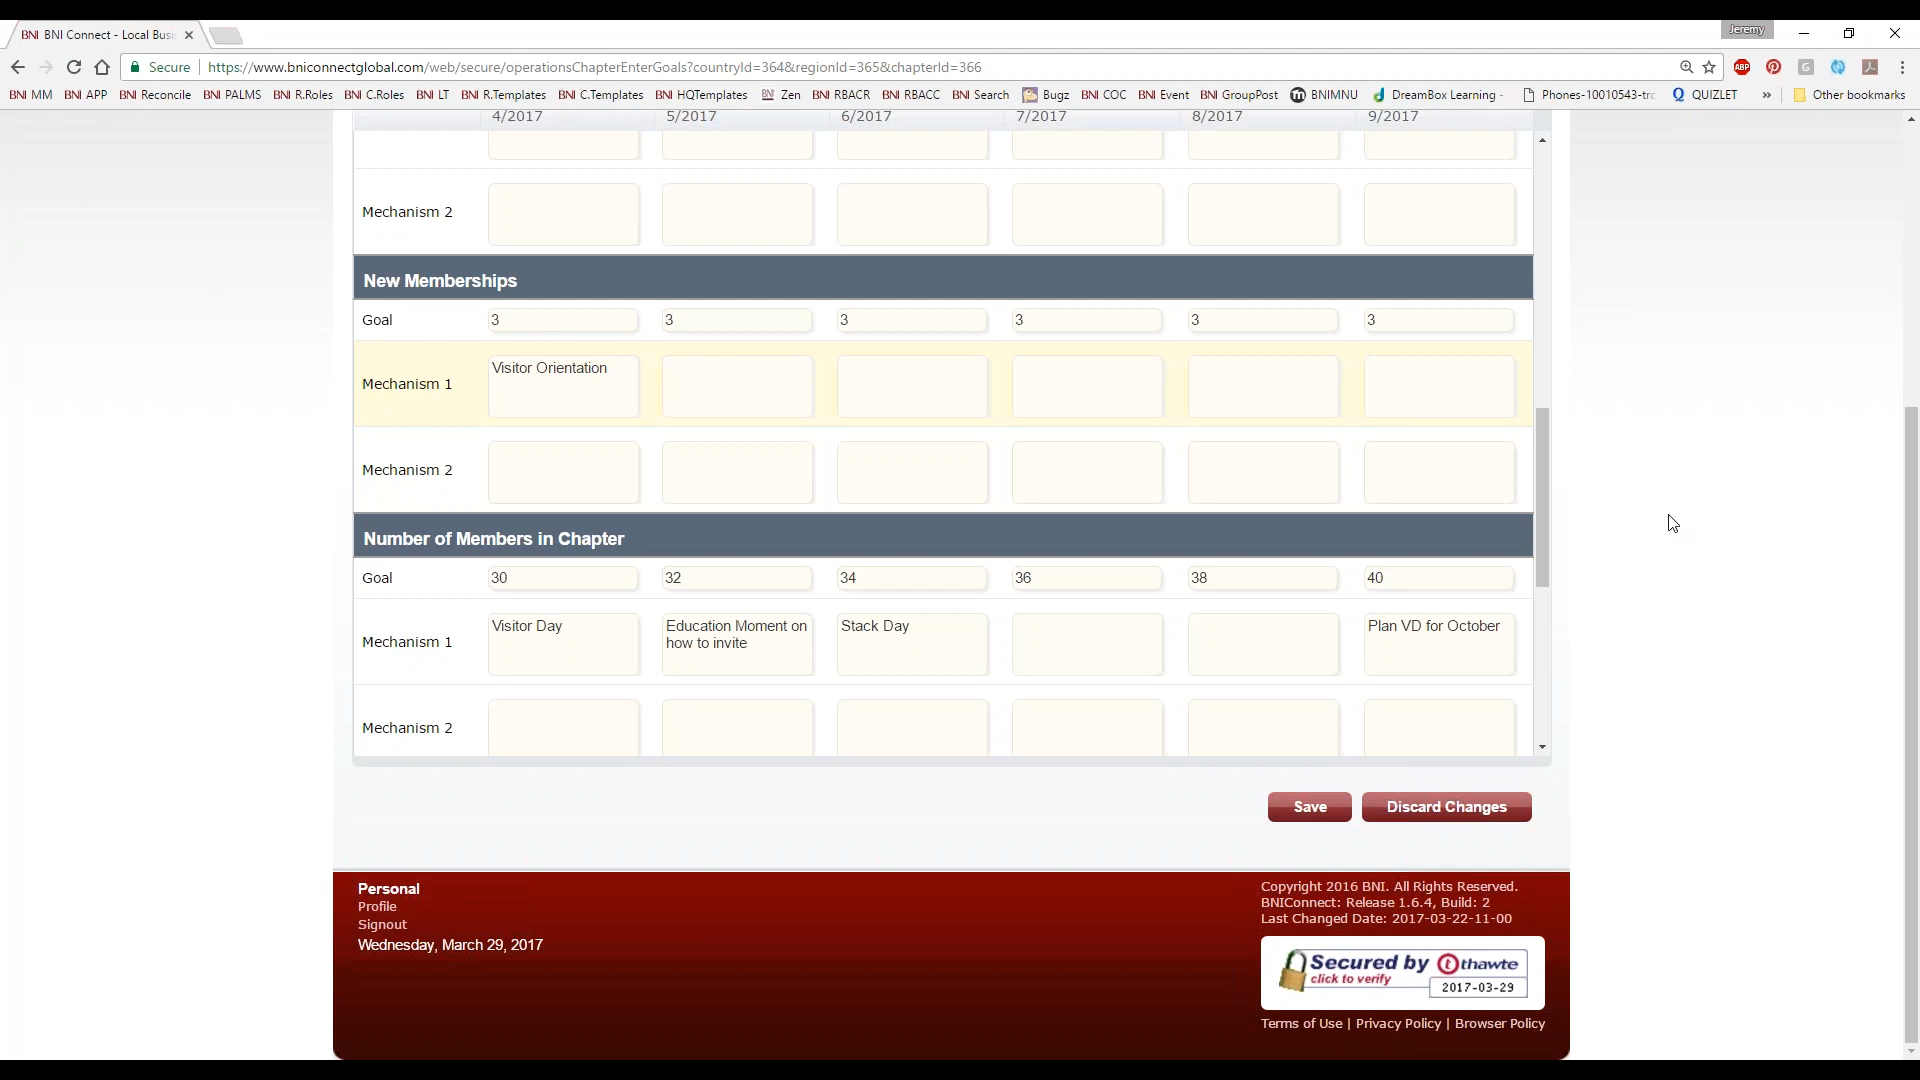 BNI BNI Connect - Local Busi
Jeremy
Secure https://www.bniconnectglobal.com/web/secure/operationsChapterEnterGoals?countryId=364&regionId=365&chapterId=366
ABP
BNI MM BNI APP BNI Reconcile BNI PALMS BNI R.Roles BNI C.Roles BNI LT BNI R.Templates BNI C.Templates BNI HQTemplates BNI Zen BNI RBACR BNI RBACC BNI Search Bugz BNI COC BNI Event BNI GroupPost BNIMNU DreamBox Learning - Phones-10010543-tr QUIZLET » Other bookmarks
4/2017 5/2017 6/2017 7/2017 8/2017 9/2017
Mechanism 2
New Memberships
Goal 3 3 3 3 3 3
Mechanism 1 Visitor Orientation
Mechanism 2
Number of Members in Chapter
Goal 30 32 34 36 38 40
Mechanism 1 Visitor Day Education Moment on Stack Day Plan VD for October
how to invite
Mechanism 2
Save Discard Changes
Personal
Profile
Signout
Wednesday, March 29, 2017
Copyright 2016 BNI. All Rights Reserved.
BNIConnect: Release 1.6.4, Build: 2
Last Changed Date: 2017-03-22-11-00
Secured by thawte
click to verify
2017-03-29
Terms of Use | Privacy Policy | Browser Policy